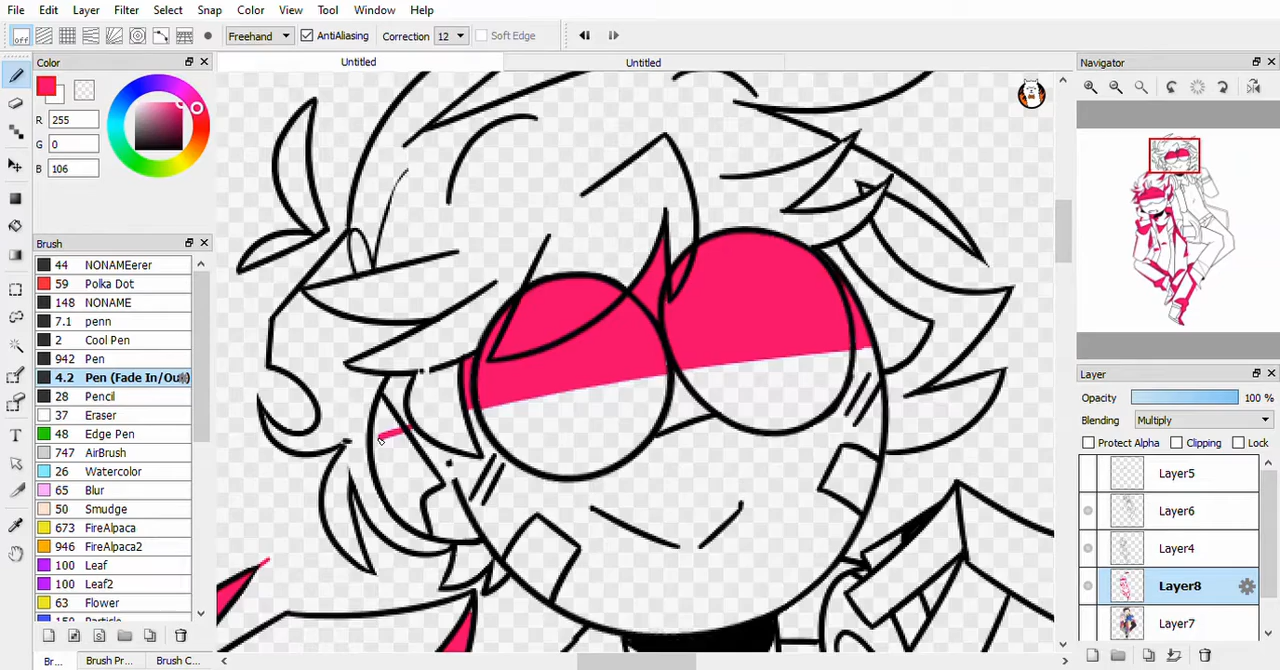 File Edit Layer Filter Select Snap Color View Tool Window Help
off Freehand AntiAliasing Correction 12 Soft Edge
Color Untitled Untitled Navigator
R 255
G 0
B 106
Brush
44 NONAMEerer
59 Polka Dot
148 NONAME
7.1 penn
2 Cool Pen
942 Pen
4.2 Pen (Fade In/Out)
28 Pencil
37 Eraser
48 Edge Pen
747 AirBrush
26 Watercolor
65 Blur
50 Smudge
673 FireAlpaca
946 FireAlpaca2
100 Leaf
100 Leaf2
63 Flower
150 Particle
Br... Brush Pr... Brush C...
Layer
Opacity 100 %
Blending Multiply
Protect Alpha Clipping Lock
Layer5
Layer6
Layer4
Layer8
Layer7